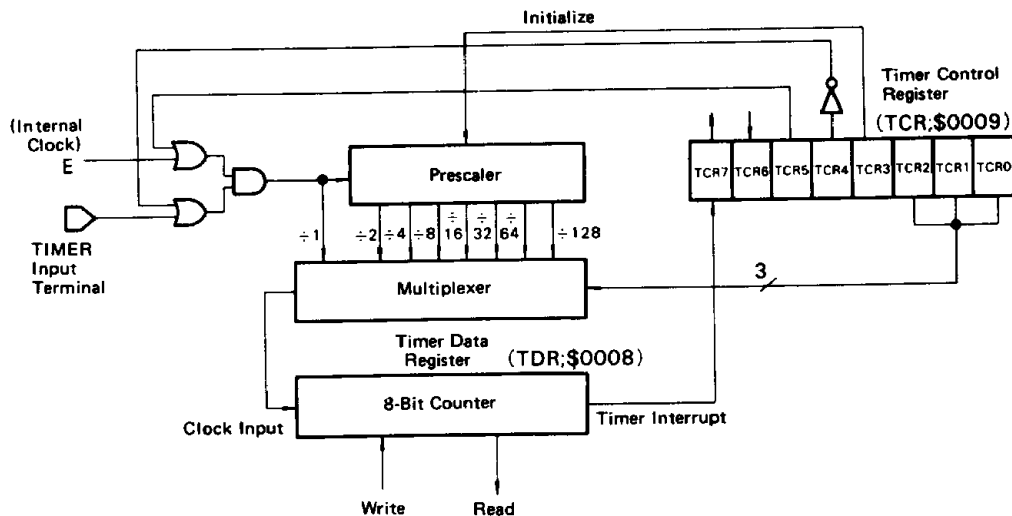 Initialize
Timer Control
Register
(TCR;$0009)
(Internal
Clock)
E
TCR7 TCR6 TCR5 TCR4 TCR3 TCR2 TCR1 TCR0
Prescaler
TIMER
Input
Terminal
÷1 ÷2 ÷4 ÷8 ÷16 ÷32 ÷64 ÷128
Multiplexer
3
Timer Data
Register
(TDR;$0008)
8-Bit Counter
Clock Input
Timer Interrupt
Write
Read